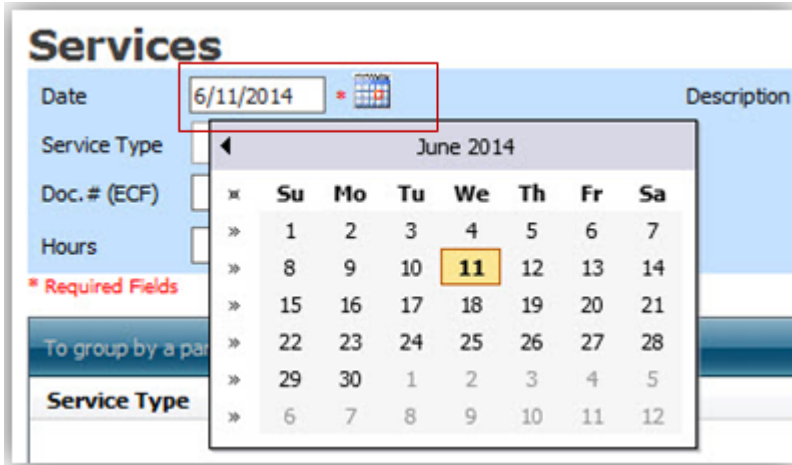 Services
Date 6/11/2014 * Description
Service Type
June 2014
Doc. # (ECF)
Su Mo Tu We Th Fr Sa
» 1 2 3 4 5 6 7
Hours
» 8 9 10 11 12 13 14
* Required Fields
» 15 16 17 18 19 20 21
To group by a par
» 22 23 24 25 26 27 28
» 29 30 1 2 3 4 5
Service Type
» 6 7 8 9 10 11 12